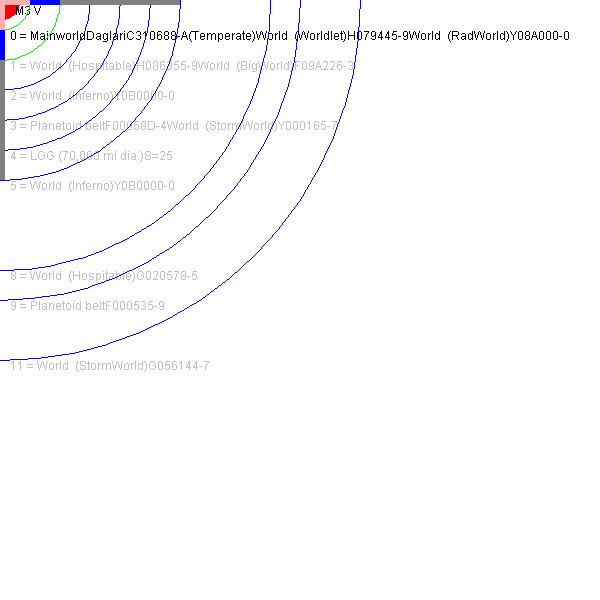 M3 V
0 = MainworldDaglariC310688-A(Temperate)World (Worldlet)H079445-9World (RadWorld)Y08A000-0
1 = World (Hospitable)H086355-9World (BigWorld)F09A226-3
2 = World (Inferno)Y0B0000-0
3 = Planetoid beltF00058D-4World (StormWorld)Y000165-7
4 = LGG (70,000 mi dia.)S=25
5 = World (Inferno)Y0B0000-0
8 = World (Hospitable)G020578-5
9 = Planetoid beltF000535-9
11 = World (StormWorld)G056144-7